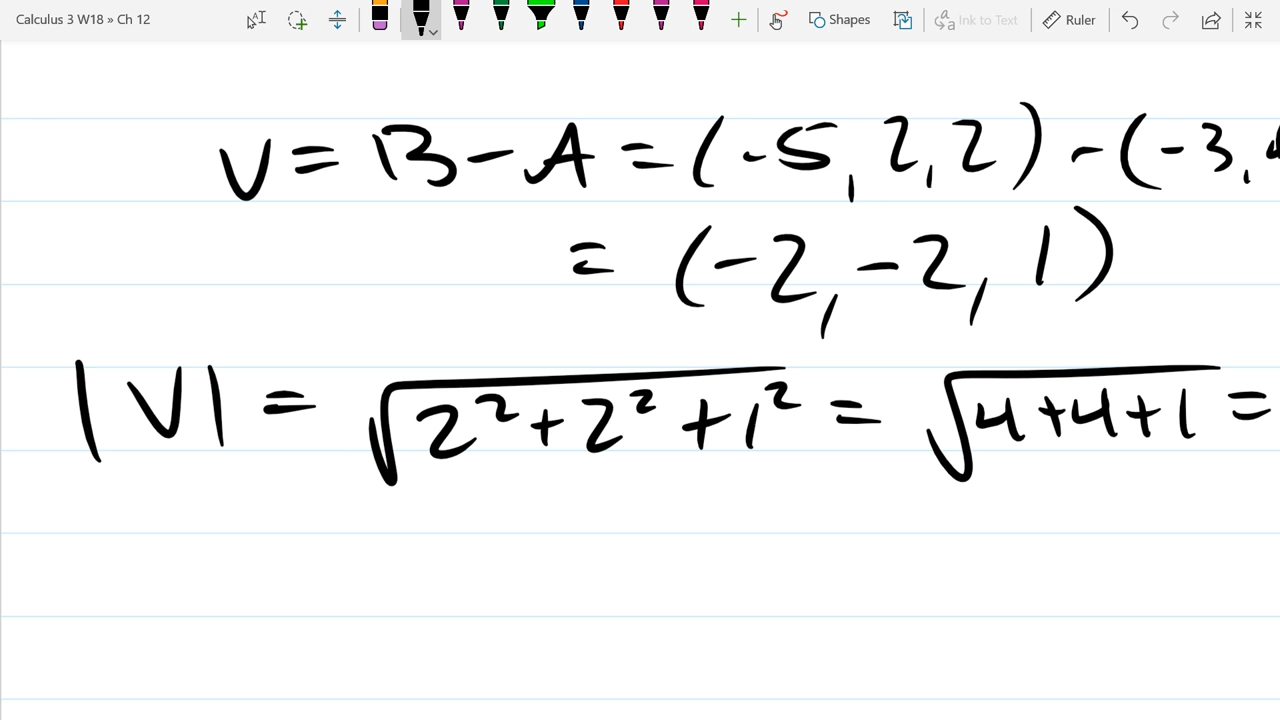 Calculus 3 W18 » Ch 12
Shapes
Ink to Text
Ruler
V = B - A = (-5, 2, 2) - (-3,
= (-2, -2, 1)
|V| = √(2² + 2² + 1²) = √(4+4+1) =